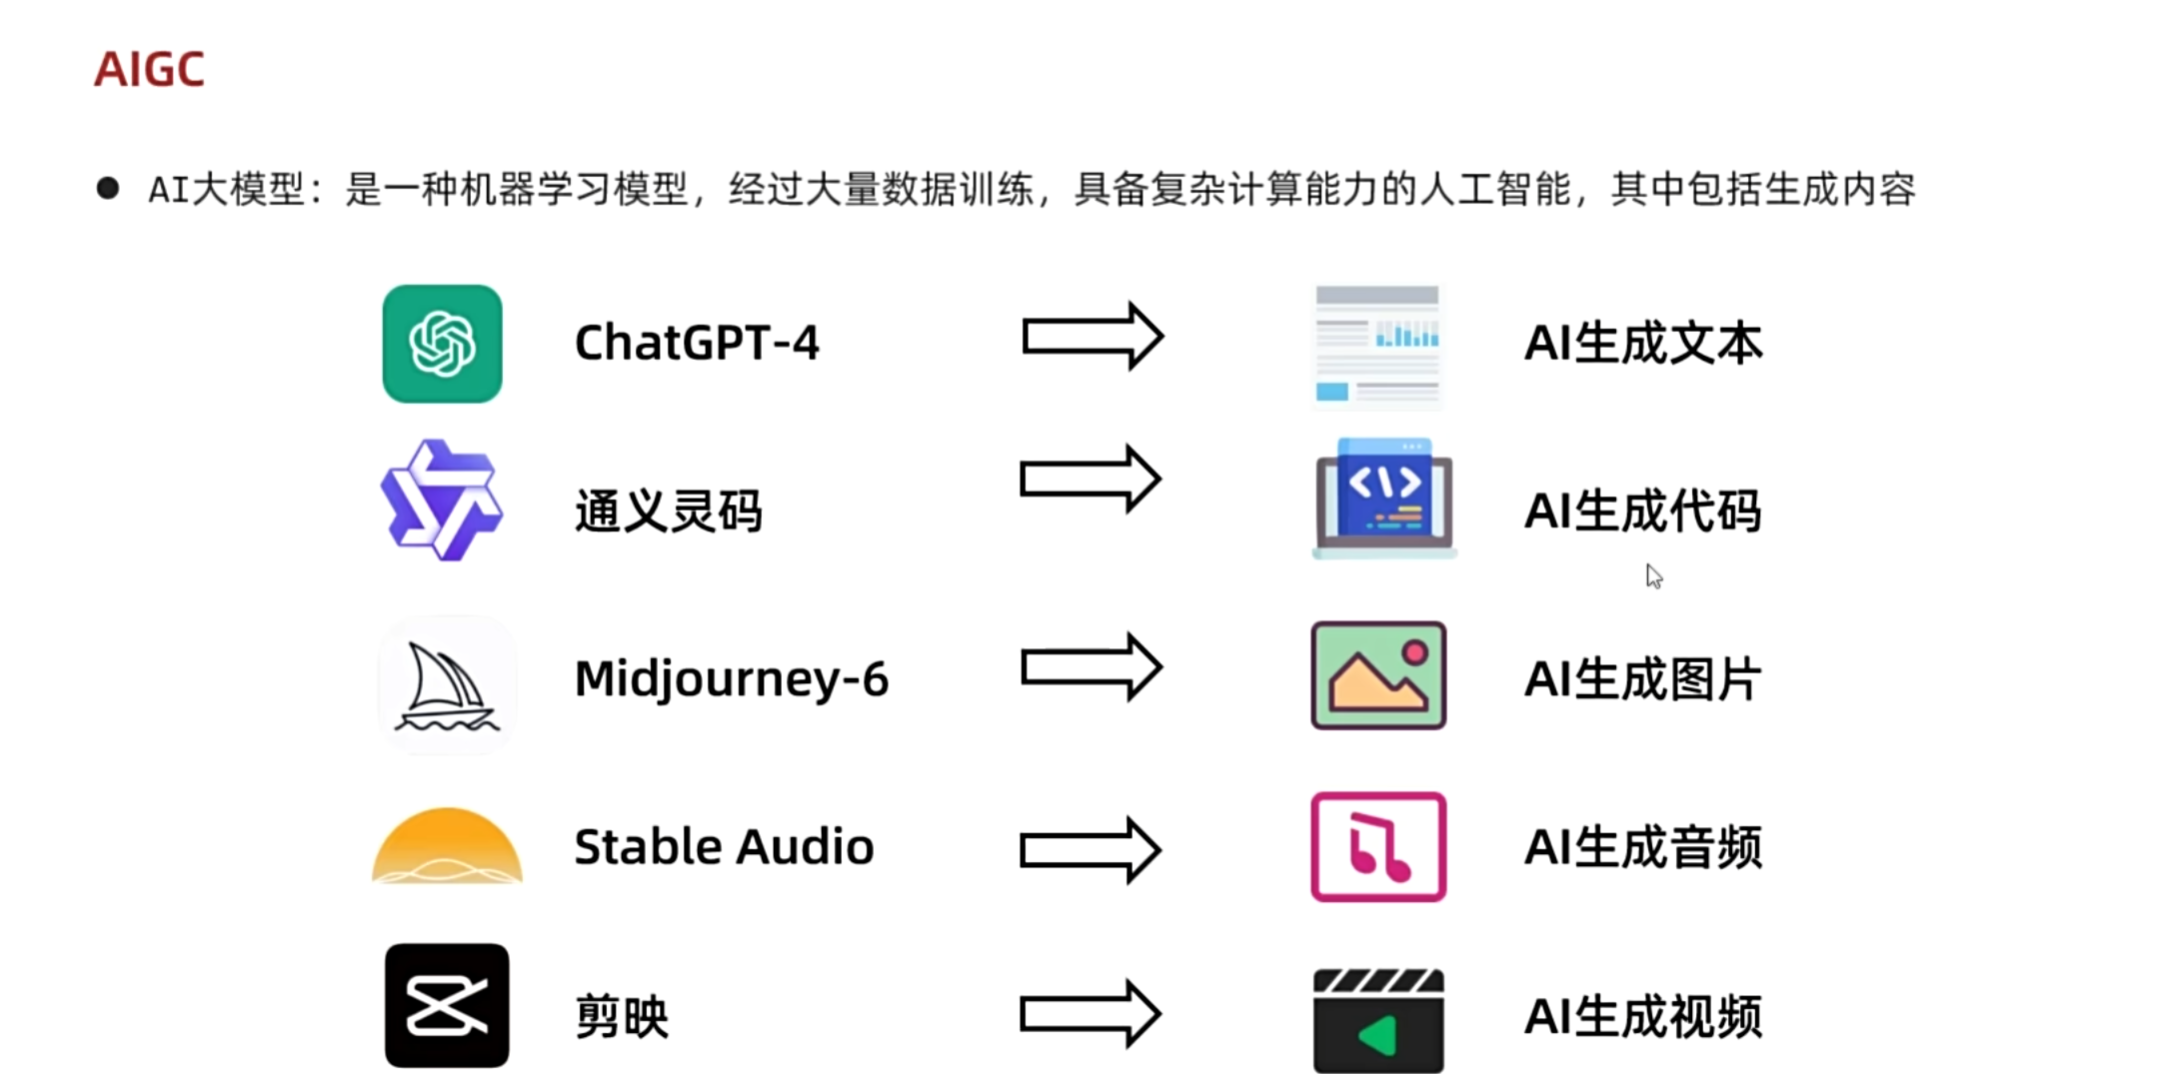 AIGC
AI大模型：是一种机器学习模型，经过大量数据训练，具备复杂计算能力的人工智能，其中包括生成内容
ChatGPT-4
AI生成文本
通义灵码
AI生成代码
Midjourney-6
AI生成图片
Stable Audio
AI生成音频
剪映
AI生成视频